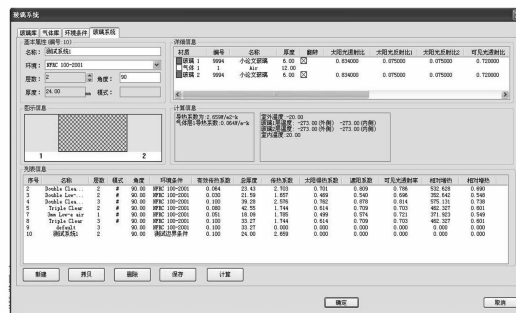 玻璃系统
玻璃库 气体库 环境条件 玻璃系统
基本属性(编号:10)
名称: 测试系统1
环境: NFRC 100-2001
层数: 2 角度: 90
厚度: 24.00 模式:
详细信息
材质 编号 名称 厚度 翻转 太阳光透射比 太阳光反射比1 太阳光反射比2 可见光透射率
玻璃 1 9994 小论文玻璃 6.00 0.634000 0.075000 0.075000 0.720000
气体 1 1 Air 12.00
玻璃 2 9994 小论文玻璃 6.00 0.634000 0.075000 0.075000 0.720000
图示信息
1 2
计算信息
导热系数为:2.659W/m2-k
气体层1导热系数:0.064W/m-k
室外温度 -20.00
玻璃1层温度: -273.00(外侧) -273.00(内侧)
玻璃2层温度: -273.00(外侧) -273.00(内侧)
室内温度 20.00
列表信息
序号 名称 层数 模式 角度 环境条件 有效传热系数 总厚度 传热系数 太阳得热系数 遮阳系数 可见光透射率 相对增热 相对增热
2 Double Clea... 2 # 90.00 NFRC 100-2001 0.064 23.43 2.703 0.701 0.809 0.786 532.628 0.690
3 Double Low-... 2 # 90.00 NFRC 100-2001 0.030 21.59 1.657 0.469 0.540 0.696 352.642 0.546
4 Double Clea... 3 # 90.00 NFRC 100-2001 0.100 39.28 2.576 0.762 0.878 0.814 575.131 0.738
5 Triple Clear 2 # 90.00 NFRC 100-2001 0.080 42.55 1.744 0.614 0.709 0.703 462.327 0.601
7 3mm Low-e air 1 # 90.00 NFRC 100-2001 0.051 18.09 1.785 0.499 0.574 0.721 371.923 0.549
8 Triple Clear 3 # 90.00 NFRC 100-2001 0.100 33.27 1.744 0.614 0.709 0.703 462.327 0.601
9 default 3 90.00 NFRC 100-2001 0.100 33.27 0.000 0.000 0.000 0.000 0.000 0.000
10 测试系统1 2 90.00 测试边界条件 0.100 24.00 2.659 0.000 0.000 0.000 0.000 0.000
新建 拷贝 删除 保存 计算
确定 取消